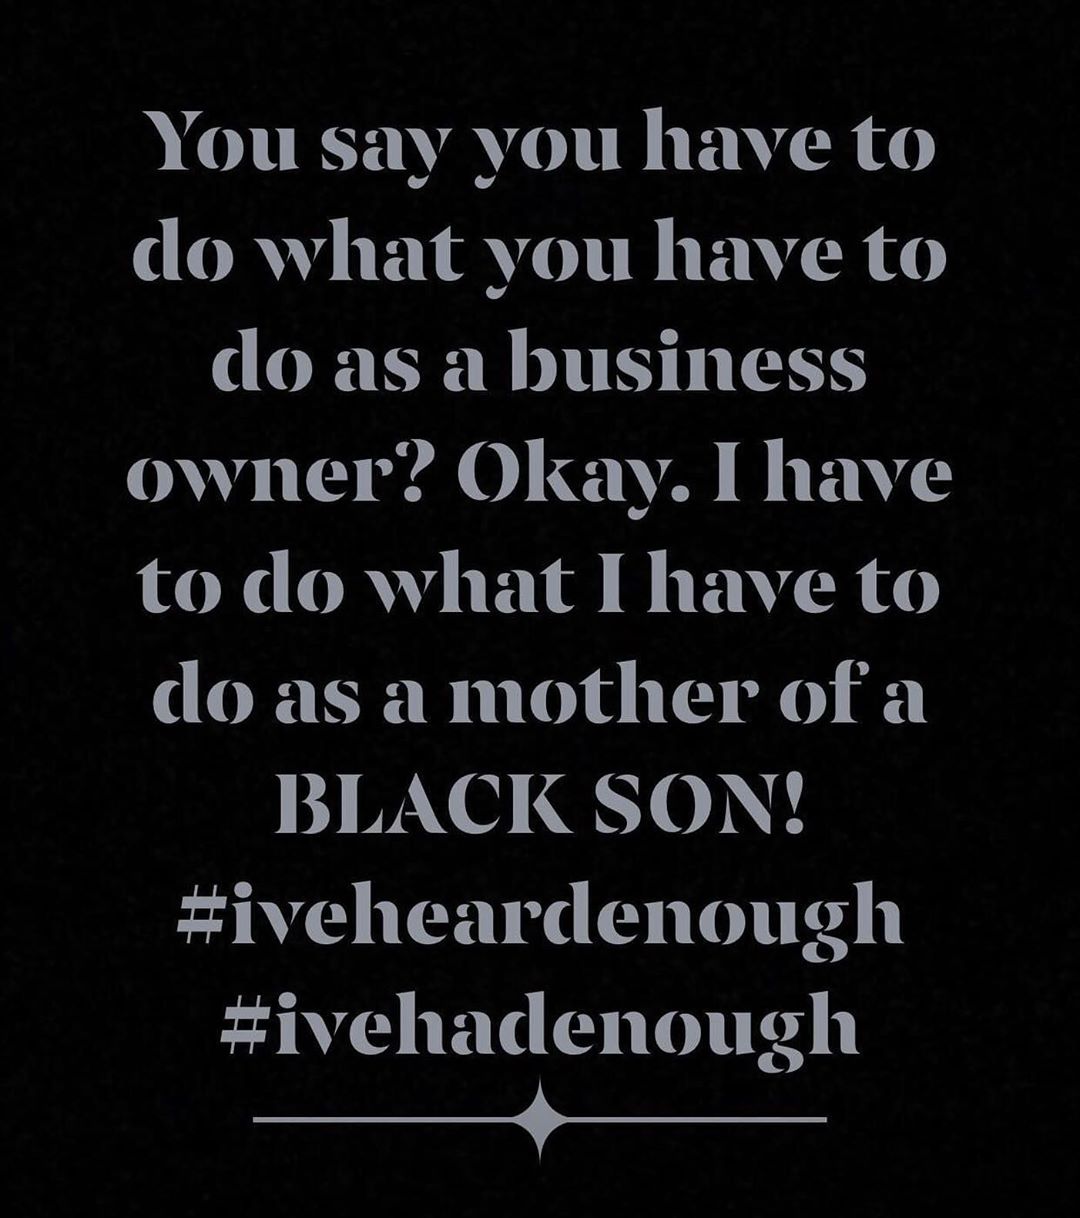 You say you have to
do what you have to
do as a business
owner? Okay. I have
to do what I have to
do as a mother of a
BLACK SON!
#iveheardenough
#ivehadenough